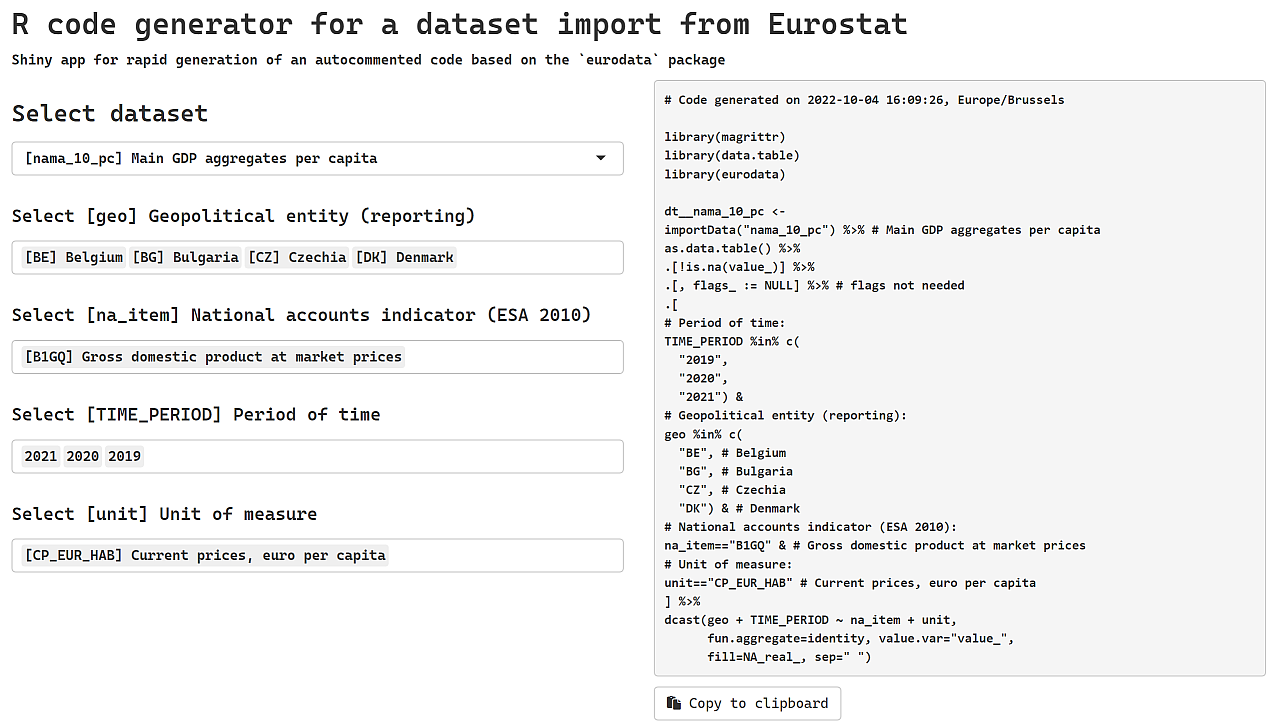 R code generator for a dataset import from Eurostat
Shiny app for rapid generation of an autocommented code based on the `eurodata` package
Select dataset
[nama_10_pc] Main GDP aggregates per capita
Select [geo] Geopolitical entity (reporting)
[BE] Belgium [BG] Bulgaria [CZ] Czechia [DK] Denmark
Select [na_item] National accounts indicator (ESA 2010)
[B1GQ] Gross domestic product at market prices
Select [TIME_PERIOD] Period of time
2021 2020 2019
Select [unit] Unit of measure
[CP_EUR_HAB] Current prices, euro per capita
# Code generated on 2022-10-04 16:09:26, Europe/Brussels
library(magrittr)
library(data.table)
library(eurodata)
dt__nama_10_pc <-
importData("nama_10_pc") %>% # Main GDP aggregates per capita
as.data.table() %>%
.[!is.na(value_)] %>%
.[, flags_ := NULL] %>% # flags not needed
.[
# Period of time:
TIME_PERIOD %in% c(
  "2019",
  "2020",
  "2021") &
# Geopolitical entity (reporting):
geo %in% c(
  "BE", # Belgium
  "BG", # Bulgaria
  "CZ", # Czechia
  "DK") & # Denmark
# National accounts indicator (ESA 2010):
na_item=="B1GQ" & # Gross domestic product at market prices
# Unit of measure:
unit=="CP_EUR_HAB" # Current prices, euro per capita
] %>%
dcast(geo + TIME_PERIOD ~ na_item + unit,
      fun.aggregate=identity, value.var="value_",
      fill=NA_real_, sep=" ")
Copy to clipboard